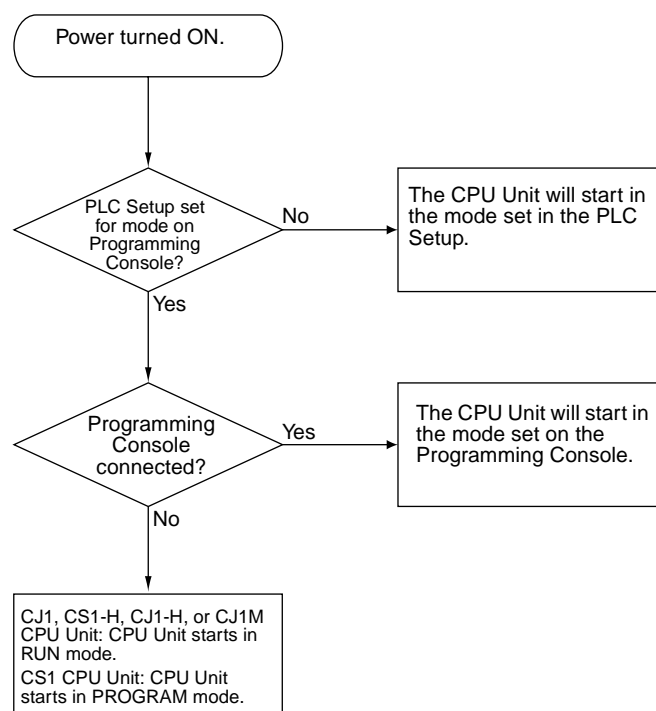 Power turned ON.
PLC Setup set
for mode on
Programming
Console?
No
The CPU Unit will start in
the mode set in the PLC
Setup.
Yes
Programming
Console
connected?
Yes
The CPU Unit will start in
the mode set on the
Programming Console.
No
CJ1, CS1-H, CJ1-H, or CJ1M
CPU Unit: CPU Unit starts in
RUN mode.
CS1 CPU Unit: CPU Unit
starts in PROGRAM mode.